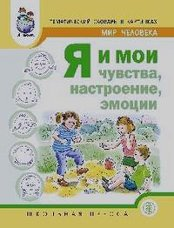 ТЕМАТИЧЕСКИЙ СЛОВАРЬ В КАРТИНКАХ
МИР ЧЕЛОВЕКА
Я и мои
чувства,
настроение,
эмоции
ШКОЛЬНАЯ ПРЕССА